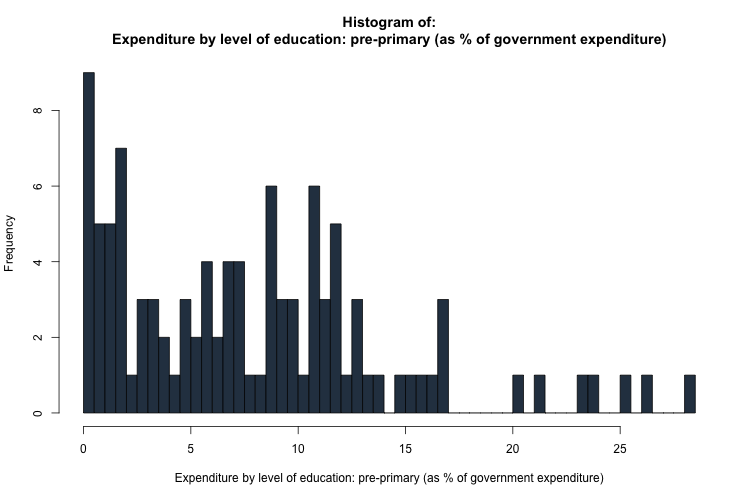 Histogram of:
Expenditure by level of education: pre-primary (as % of government expenditure)
Frequency
8
6
4
2
0
0 5 10 15 20 25
Expenditure by level of education: pre-primary (as % of government expenditure)